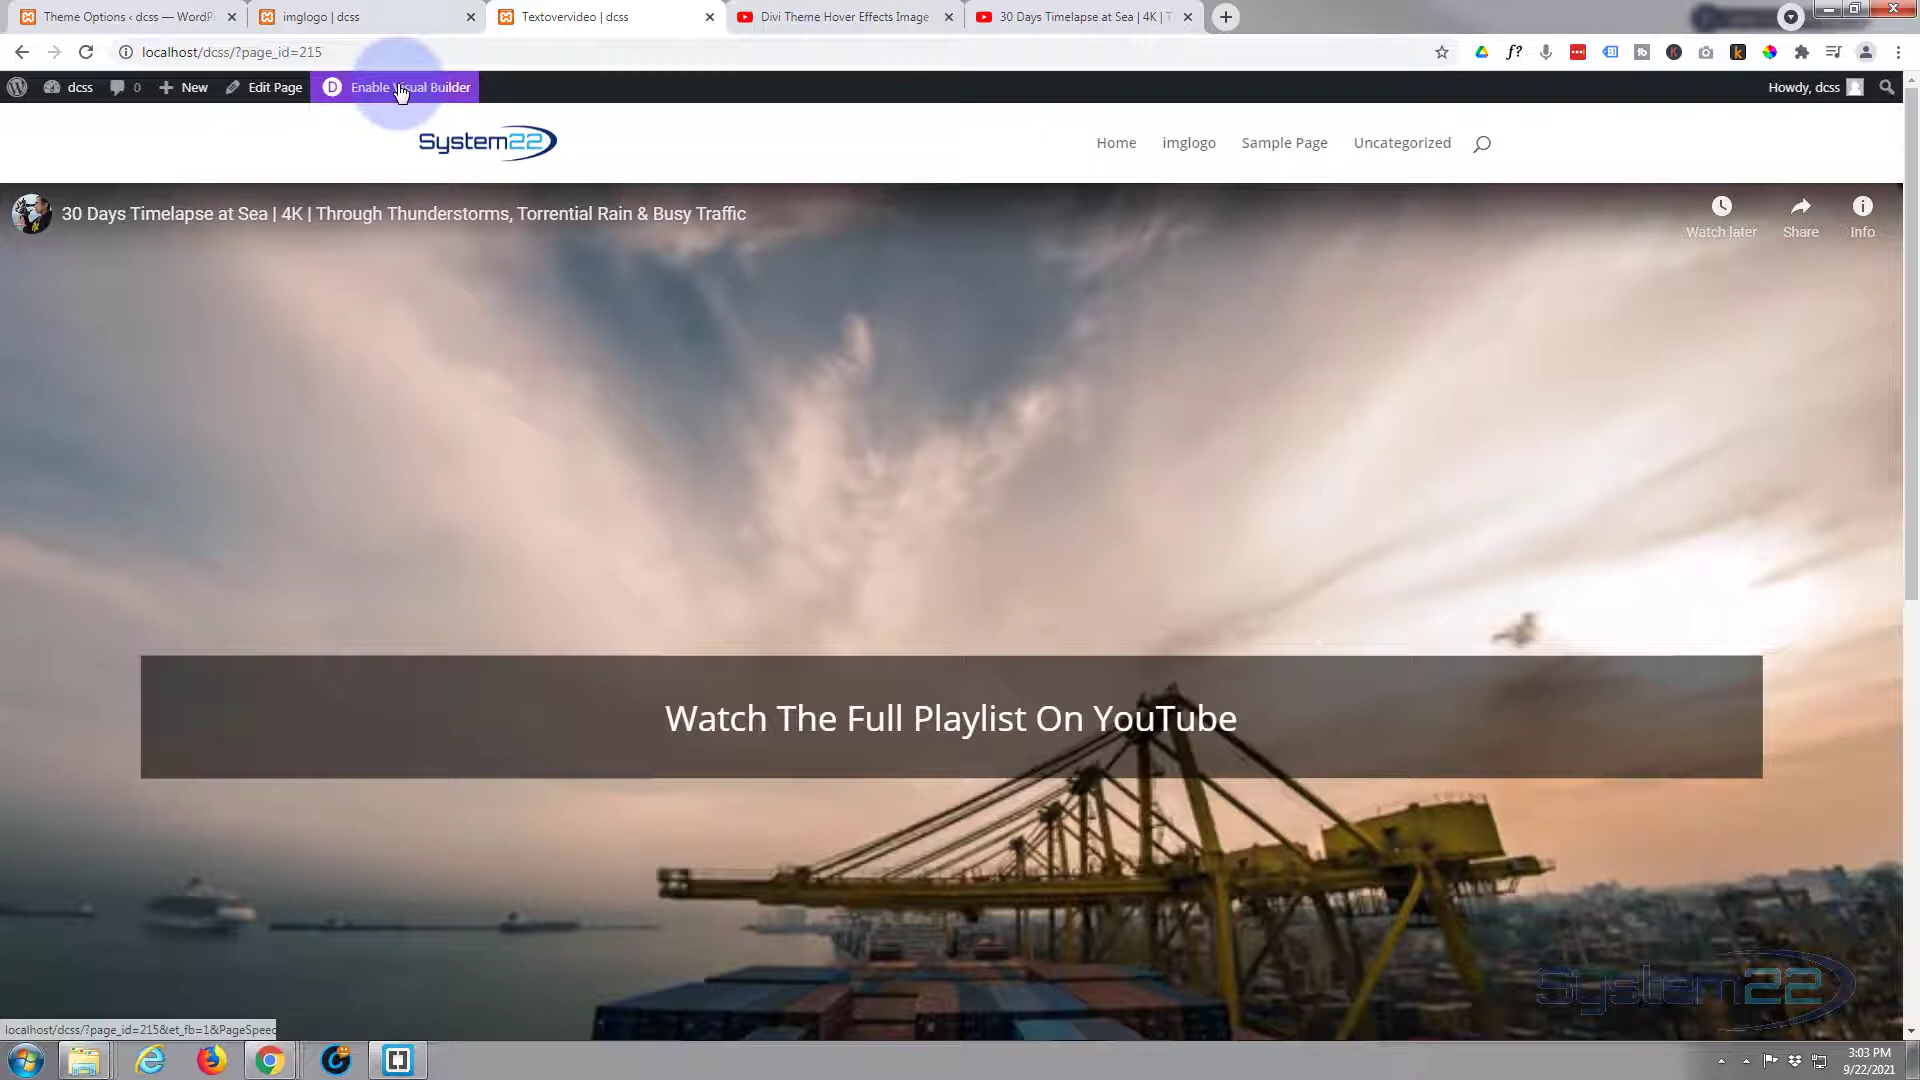 Theme Options ‹ dcss — WordP
imglogo | dcss
Textovervideo | dcss
Divi Theme Hover Effects Image
30 Days Timelapse at Sea | 4K | T
localhost/dcss/?page_id=215
dcss
0
New
Edit Page
D
Enable Visual Builder
Howdy, dcss
System22
Home
imglogo
Sample Page
Uncategorized
30 Days Timelapse at Sea | 4K | Through Thunderstorms, Torrential Rain & Busy Traffic
Watch later
Share
Info
Watch The Full Playlist On YouTube
System22
localhost/dcss/?page_id=215&et_fb=1&PageSpeed
3:03 PM
9/22/2021